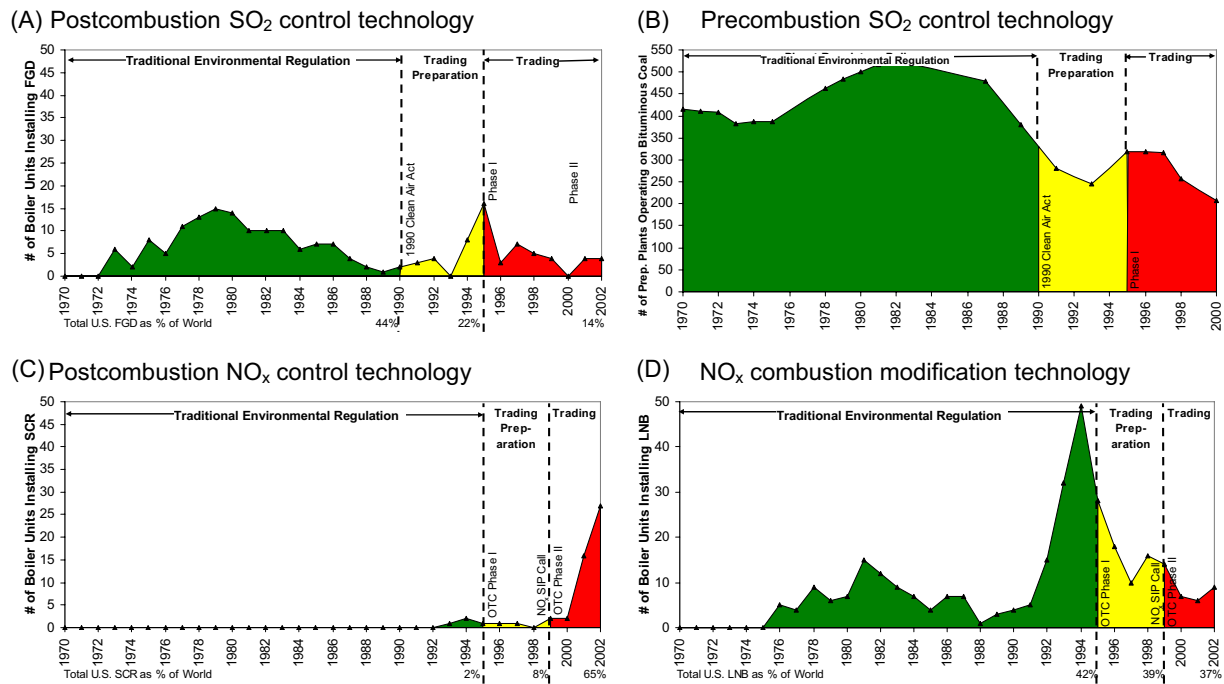 (A) Postcombustion SO₂ control technology
# of Boiler Units Installing FGD
50
45
40
35
30
25
20
15
10
5
0
Traditional Environmental Regulation
Trading
Preparation
Trading
1990 Clean Air Act
Phase I
Phase II
1970 1972 1974 1976 1978 1980 1982 1984 1986 1988 1990 1992 1994 1996 1998 2000 2002
Total U.S. FGD as % of World 44% 22% 14%
(B) Precombustion SO₂ control technology
# of Prep. Plants Operating on Bituminous Coal
550
500
450
400
350
300
250
200
150
100
50
0
Traditional Environmental Regulation
Trading
Preparation
Trading
1990 Clean Air Act
Phase I
1970 1972 1974 1976 1978 1980 1982 1984 1986 1988 1990 1992 1994 1996 1998 2000
(C) Postcombustion NOₓ control technology
# of Boiler Units Installing SCR
50
45
40
35
30
25
20
15
10
5
0
Traditional Environmental Regulation
Trading
Prep-
aration
Trading
OTC Phase I
NOₓ SIP Call
OTC Phase II
1970 1972 1974 1976 1978 1980 1982 1984 1986 1988 1990 1992 1994 1996 1998 2000 2002
Total U.S. SCR as % of World 2% 8% 65%
(D) NOₓ combustion modification technology
# of Boiler Units Installing LNB
50
40
30
20
10
0
Traditional Environmental Regulation
Trading
Prep-
aration
Trading
OTC Phase I
NOₓ SIP Call
OTC Phase II
1970 1972 1974 1976 1978 1980 1982 1984 1986 1988 1990 1992 1994 1996 1998 2000 2002
Total U.S. LNB as % of World 42% 39% 37%